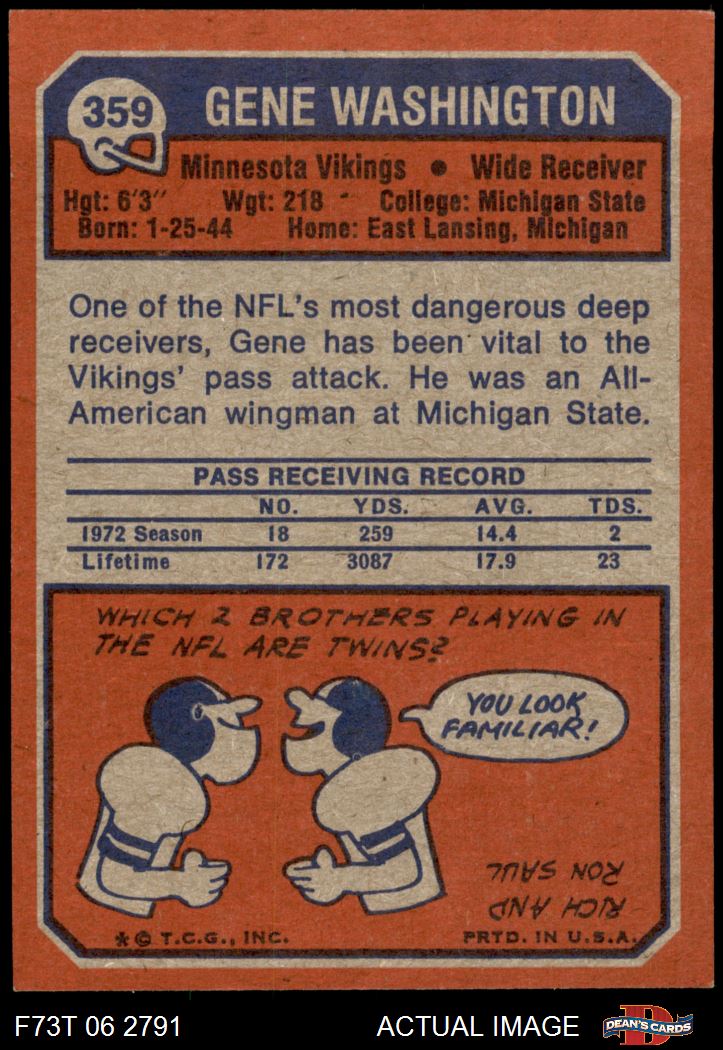 359 GENE WASHINGTON
Minnesota Vikings • Wide Receiver
Hgt: 6'3" Wgt: 218 College: Michigan State
Born: 1-25-44 Home: East Lansing, Michigan
One of the NFL's most dangerous deep
receivers, Gene has been vital to the
Vikings' pass attack. He was an All-
American wingman at Michigan State.
PASS RECEIVING RECORD
NO. YDS. AVG. TDS.
1972 Season 18 259 14.4 2
Lifetime 172 3087 17.9 23
WHICH 2 BROTHERS PLAYING IN
THE NFL ARE TWINS?
YOU LOOK
FAMILIAR!
RICH AND
RON SAUL
* © T.C.G., INC. PRTD. IN U.S.A.
F73T 06 2791 ACTUAL IMAGE DEAN'S CARDS